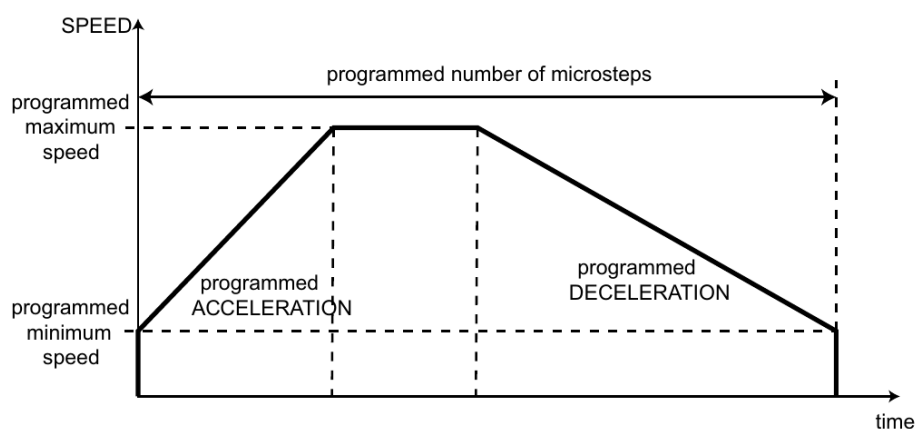 SPEED
programmed number of microsteps
programmed
maximum
speed
programmed
ACCELERATION
programmed
DECELERATION
programmed
minimum
speed
time